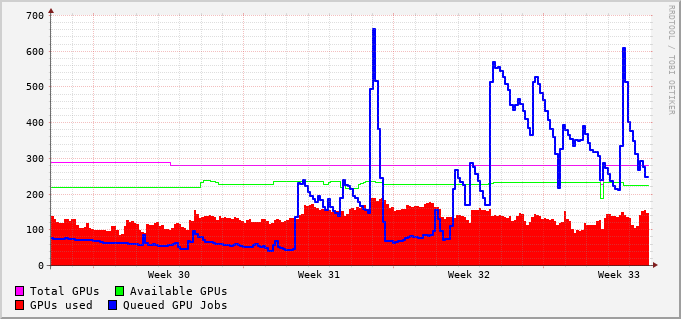 700
600
500
400
300
200
100
0
Week 30 Week 31 Week 32 Week 33
Total GPUs Available GPUs
GPUs used Queued GPU Jobs
RRDTOOL / TOBI OETIKER